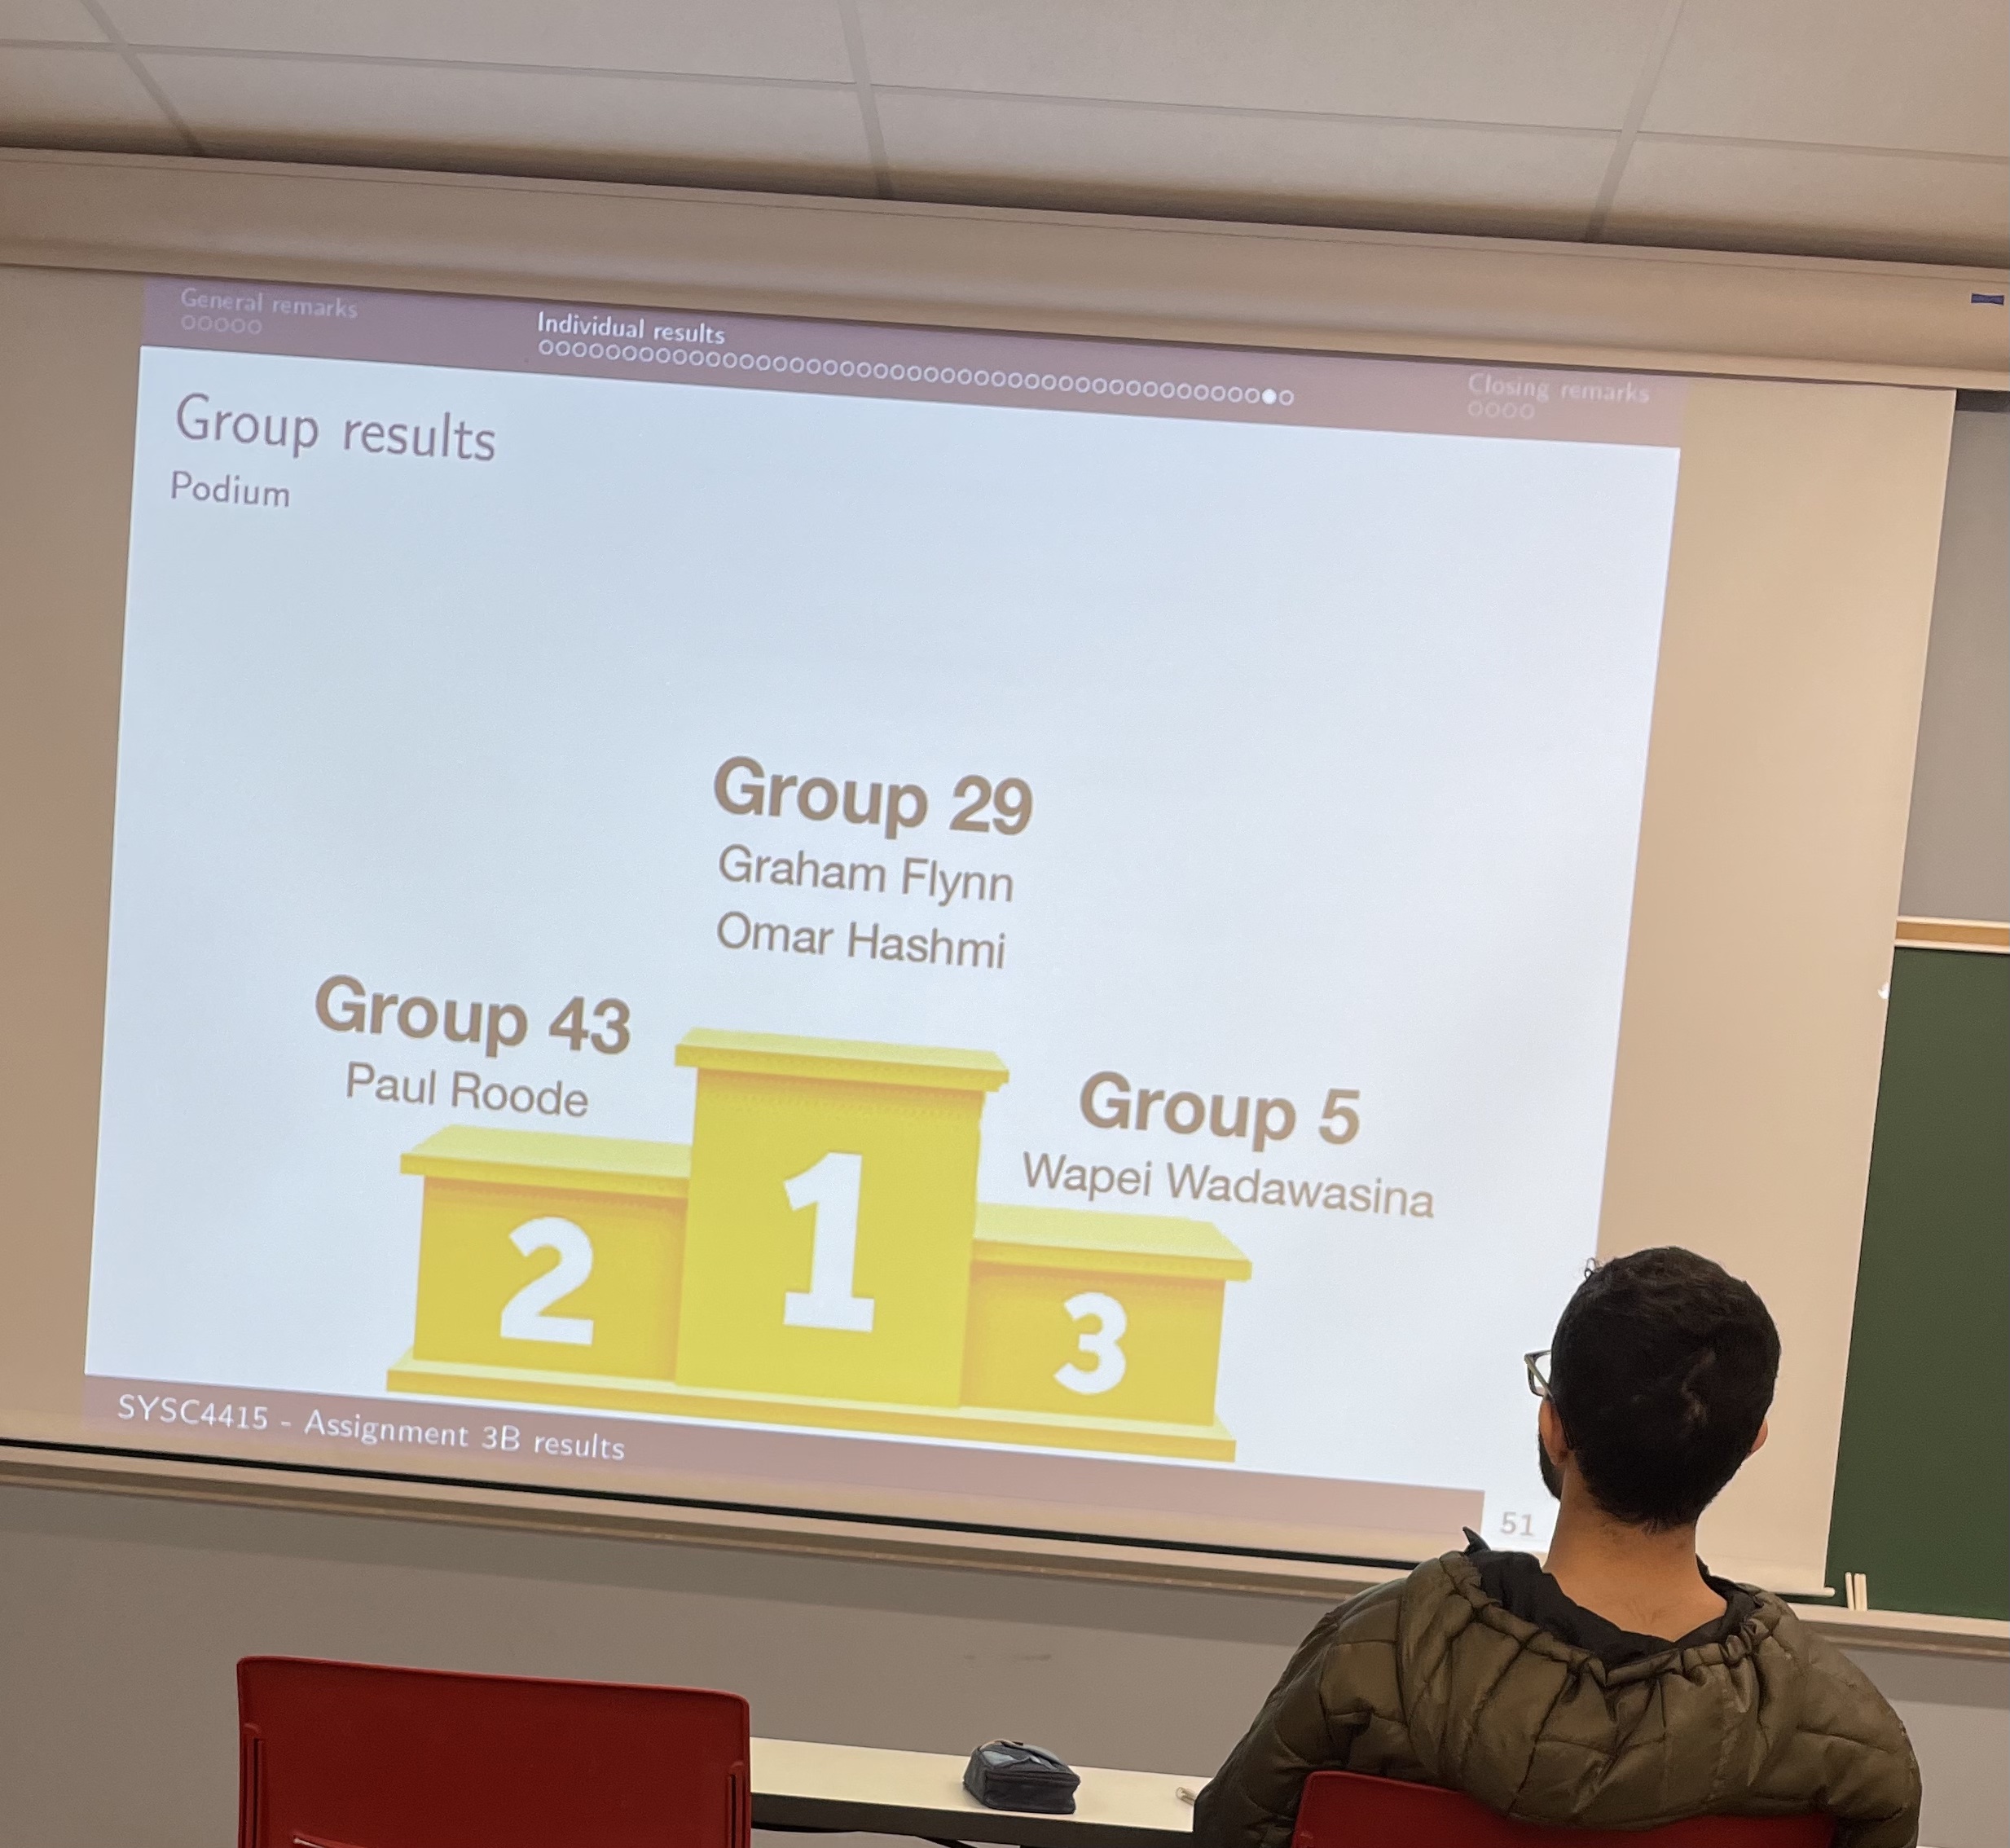 General remarks
Individual results
Closing remarks
Group results
Podium
Group 29
Graham Flynn
Omar Hashmi
Group 43
Paul Roode
Group 5
Wapei Wadawasina
1
2
3
SYSC4415 - Assignment 3B results
51